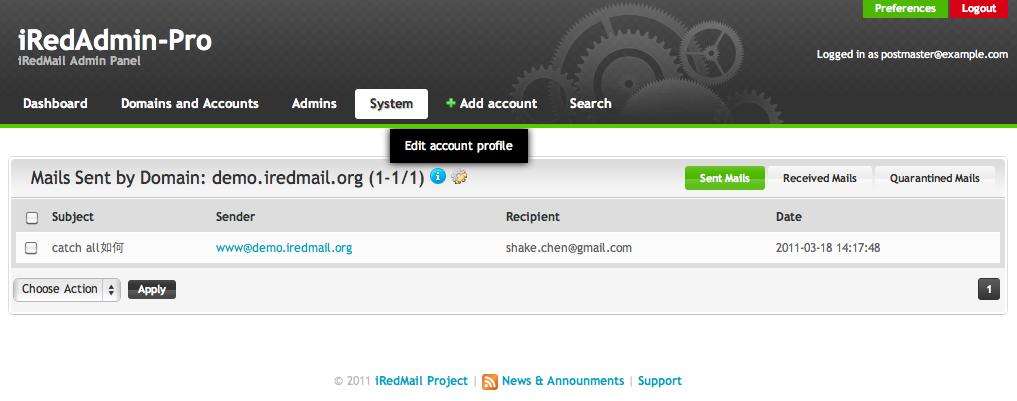 Preferences Logout
iRedAdmin-Pro
iRedMail Admin Panel
Logged in as postmaster@example.com
Dashboard Domains and Accounts Admins System Add account Search
Edit account profile
Mails Sent by Domain: demo.iredmail.org (1-1/1) Sent Mails Received Mails Quarantined Mails
Subject Sender Recipient Date
catch all如何 www@demo.iredmail.org shake.chen@gmail.com 2011-03-18 14:17:48
Choose Action Apply 1
© 2011 iRedMail Project | News & Announments | Support